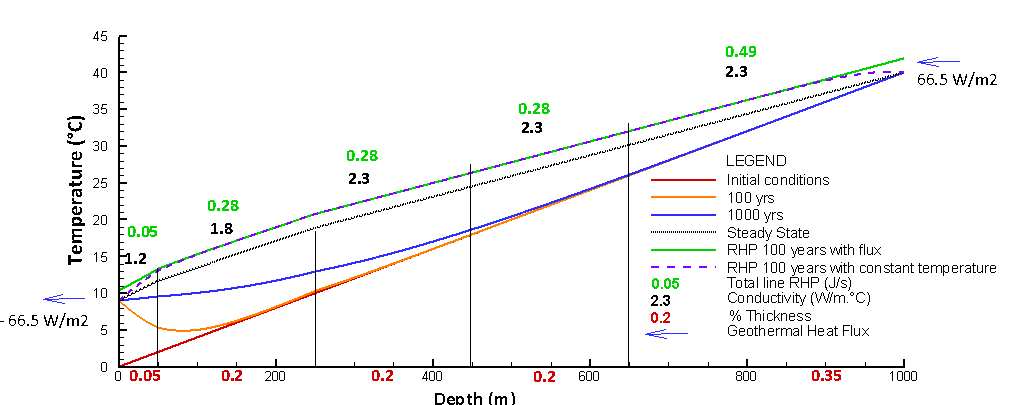 45
40
35
30
25
20
15
10
5
0
Temperature (°C)
0.05
1.2
0.28
1.8
0.28
2.3
0.28
2.3
0.49
2.3
66.5 W/m2
- 66.5 W/m2
LEGEND
Initial conditions
100 yrs
1000 yrs
Steady State
RHP 100 years with flux
RHP 100 years with constant temperature
0.05 Total line RHP (J/s)
2.3 Conductivity (W/m.°C)
0.2 % Thickness
Geothermal Heat Flux
0 0.05 0.2 200 0.2 400 0.2 600 800 0.35 1000
Depth (m)